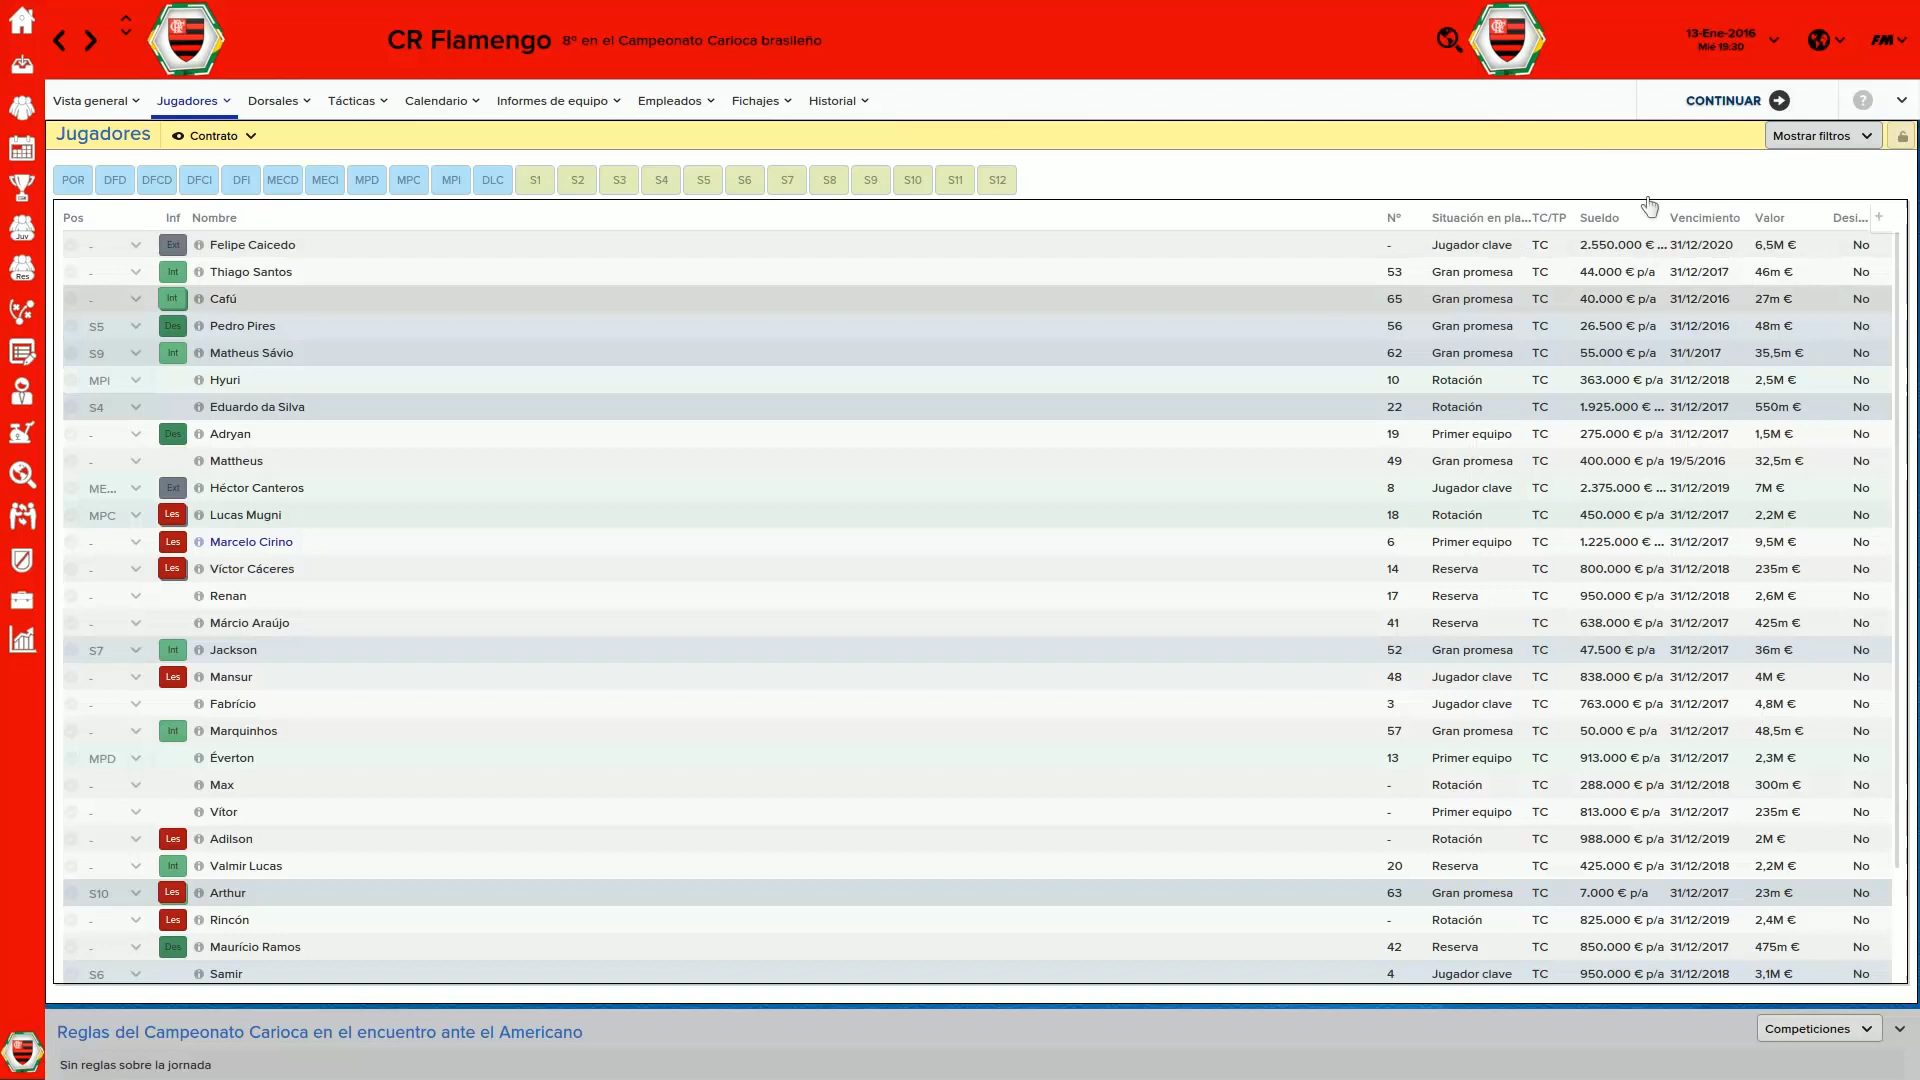 CR Flamengo 8º en el Campeonato Carioca brasileño
13-Ene-2016
Mié 19:30
FM
Vista general Jugadores Dorsales Tácticas Calendario Informes de equipo Empleados Fichajes Historial CONTINUAR ?
Jugadores Contrato Mostrar filtros
POR DFD DFCD DFCI DFI MECD MECI MPD MPC MPI DLC S1 S2 S3 S4 S5 S6 S7 S8 S9 S10 S11 S12
Pos Inf Nombre Nº Situación en pla... TC/TP Sueldo Vencimiento Valor Desi... +
- Ext Felipe Caicedo - Jugador clave TC 2.550.000 € ... 31/12/2020 6,5M € No
- Int Thiago Santos 53 Gran promesa TC 44.000 € p/a 31/12/2017 46m € No
- Int Cafú 65 Gran promesa TC 40.000 € p/a 31/12/2016 27m € No
S5 Des Pedro Pires 56 Gran promesa TC 26.500 € p/a 31/12/2016 48m € No
S9 Int Matheus Sávio 62 Gran promesa TC 55.000 € p/a 31/1/2017 35,5m € No
MPI Hyuri 10 Rotación TC 363.000 € p/a 31/12/2018 2,5M € No
S4 Eduardo da Silva 22 Rotación TC 1.925.000 € ... 31/12/2017 550m € No
- Des Adryan 19 Primer equipo TC 275.000 € p/a 31/12/2017 1,5M € No
- Mattheus 49 Gran promesa TC 400.000 € p/a 19/5/2016 32,5m € No
ME... Ext Héctor Canteros 8 Jugador clave TC 2.375.000 € ... 31/12/2019 7M € No
MPC Les Lucas Mugni 18 Rotación TC 450.000 € p/a 31/12/2017 2,2M € No
- Les Marcelo Cirino 6 Primer equipo TC 1.225.000 € ... 31/12/2017 9,5M € No
- Les Víctor Cáceres 14 Reserva TC 800.000 € p/a 31/12/2018 235m € No
- Renan 17 Reserva TC 950.000 € p/a 31/12/2018 2,6M € No
- Márcio Araújo 41 Reserva TC 638.000 € p/a 31/12/2017 425m € No
S7 Int Jackson 52 Gran promesa TC 47.500 € p/a 31/12/2017 36m € No
- Les Mansur 48 Jugador clave TC 838.000 € p/a 31/12/2017 4M € No
- Fabrício 3 Jugador clave TC 763.000 € p/a 31/12/2017 4,8M € No
- Int Marquinhos 57 Gran promesa TC 50.000 € p/a 31/12/2017 48,5m € No
MPD Éverton 13 Primer equipo TC 913.000 € p/a 31/12/2017 2,3M € No
- Max - Rotación TC 288.000 € p/a 31/12/2018 300m € No
- Vítor - Primer equipo TC 813.000 € p/a 31/12/2017 235m € No
- Les Adilson - Rotación TC 988.000 € p/a 31/12/2019 2M € No
- Int Valmir Lucas 20 Reserva TC 425.000 € p/a 31/12/2018 2,2M € No
S10 Les Arthur 63 Gran promesa TC 7.000 € p/a 31/12/2017 23m € No
- Les Rincón - Rotación TC 825.000 € p/a 31/12/2019 2,4M € No
- Des Maurício Ramos 42 Reserva TC 850.000 € p/a 31/12/2017 475m € No
S6 Samir 4 Jugador clave TC 950.000 € p/a 31/12/2018 3,1M € No
Juv
Res
Reglas del Campeonato Carioca en el encuentro ante el Americano Competiciones
Sin reglas sobre la jornada